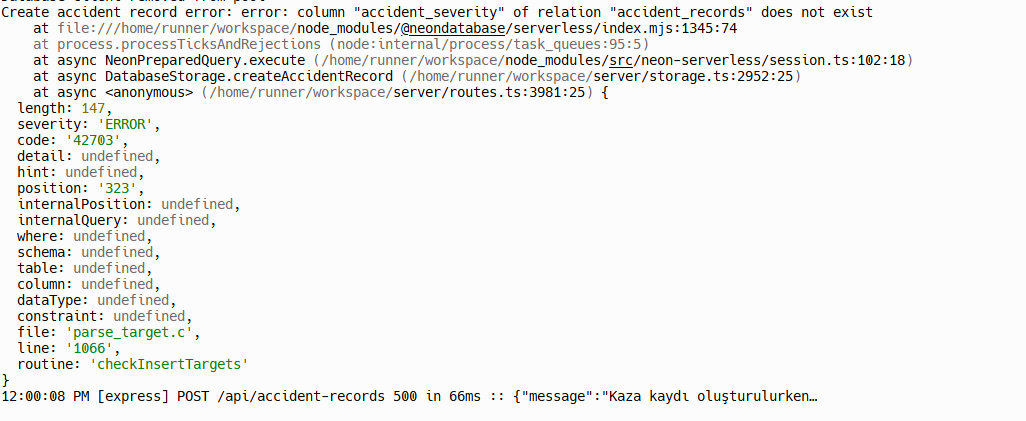 Create accident record error: error: column "accident_severity" of relation "accident_records" does not exist
at file:///home/runner/workspace/node_modules/@neondatabase/serverless/index.mjs:1345:74
at process.processTicksAndRejections (node:internal/process/task_queues:95:5)
at async NeonPreparedQuery.execute (/home/runner/workspace/node_modules/src/neon-serverless/session.ts:102:18)
at async DatabaseStorage.createAccidentRecord (/home/runner/workspace/server/storage.ts:2952:25)
at async <anonymous> (/home/runner/workspace/server/routes.ts:3981:25) {
length: 147,
severity: 'ERROR',
code: '42703',
detail: undefined,
hint: undefined,
position: '323',
internalPosition: undefined,
internalQuery: undefined,
where: undefined,
schema: undefined,
table: undefined,
column: undefined,
dataType: undefined,
constraint: undefined,
file: 'parse_target.c',
line: '1066',
routine: 'checkInsertTargets'
}
12:00:08 PM [express] POST /api/accident-records 500 in 66ms :: {"message":"Kaza kaydı oluşturulurken…